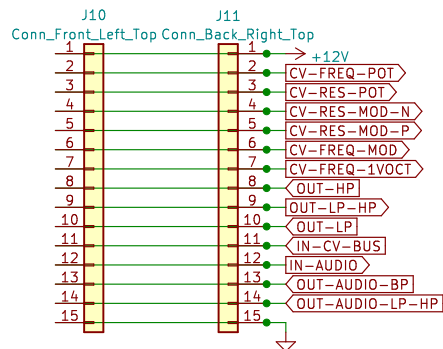 J10 J11
Conn_Front_Left_Top Conn_Back_Right_Top
1 1 +12V
2 2 CV-FREQ-POT
3 3 CV-RES-POT
4 4 CV-RES-MOD-N
5 5 CV-RES-MOD-P
6 6 CV-FREQ-MOD
7 7 CV-FREQ-1VOCT
8 8 OUT-HP
9 9 OUT-LP-HP
10 10 OUT-LP
11 11 IN-CV-BUS
12 12 IN-AUDIO
13 13 OUT-AUDIO-BP
14 14 OUT-AUDIO-LP-HP
15 15